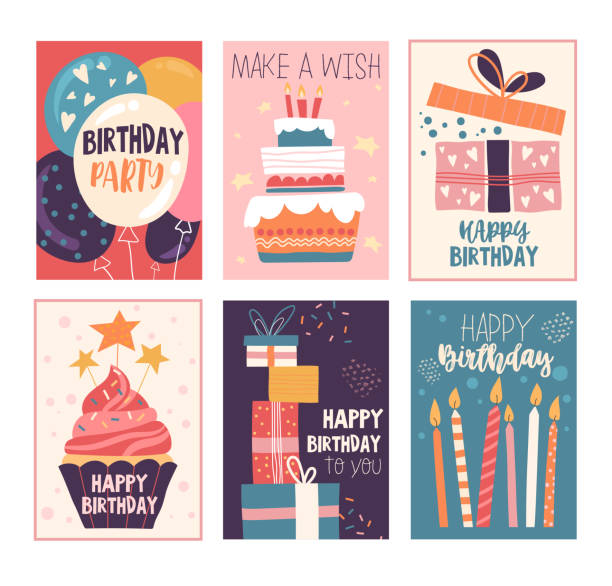 BIRTHDAY
PARTY
MAKE A WISH
HAPPY
BIRTHDAY
HAPPY
BIRTHDAY
HAPPY
BIRTHDAY
TO YOU
HAPPY
Birthday